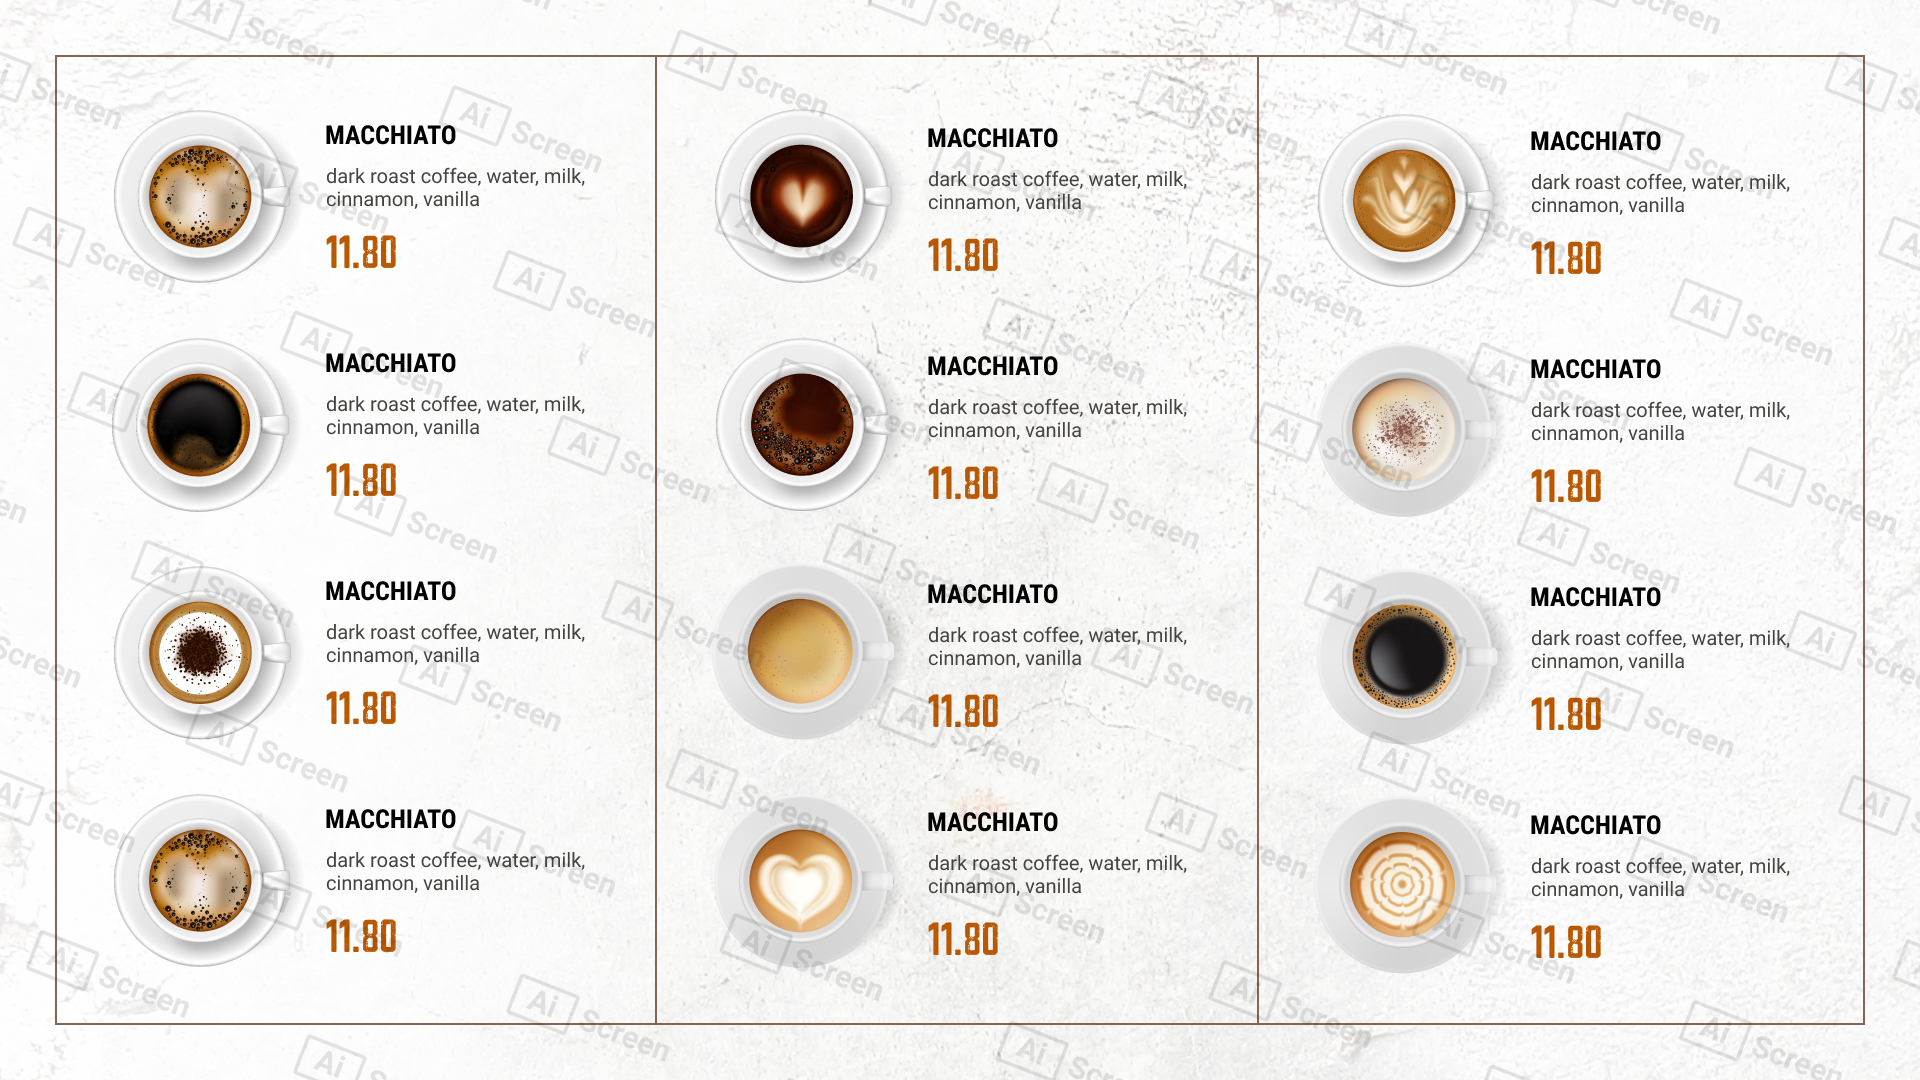 MACCHIATO
dark roast coffee, water, milk,
cinnamon, vanilla
11.80
MACCHIATO
dark roast coffee, water, milk,
cinnamon, vanilla
11.80
MACCHIATO
dark roast coffee, water, milk,
cinnamon, vanilla
11.80
MACCHIATO
dark roast coffee, water, milk,
cinnamon, vanilla
11.80
MACCHIATO
dark roast coffee, water, milk,
cinnamon, vanilla
11.80
MACCHIATO
dark roast coffee, water, milk,
cinnamon, vanilla
11.80
MACCHIATO
dark roast coffee, water, milk,
cinnamon, vanilla
11.80
MACCHIATO
dark roast coffee, water, milk,
cinnamon, vanilla
11.80
MACCHIATO
dark roast coffee, water, milk,
cinnamon, vanilla
11.80
MACCHIATO
dark roast coffee, water, milk,
cinnamon, vanilla
11.80
MACCHIATO
dark roast coffee, water, milk,
cinnamon, vanilla
11.80
MACCHIATO
dark roast coffee, water, milk,
cinnamon, vanilla
11.80
Ai Screen